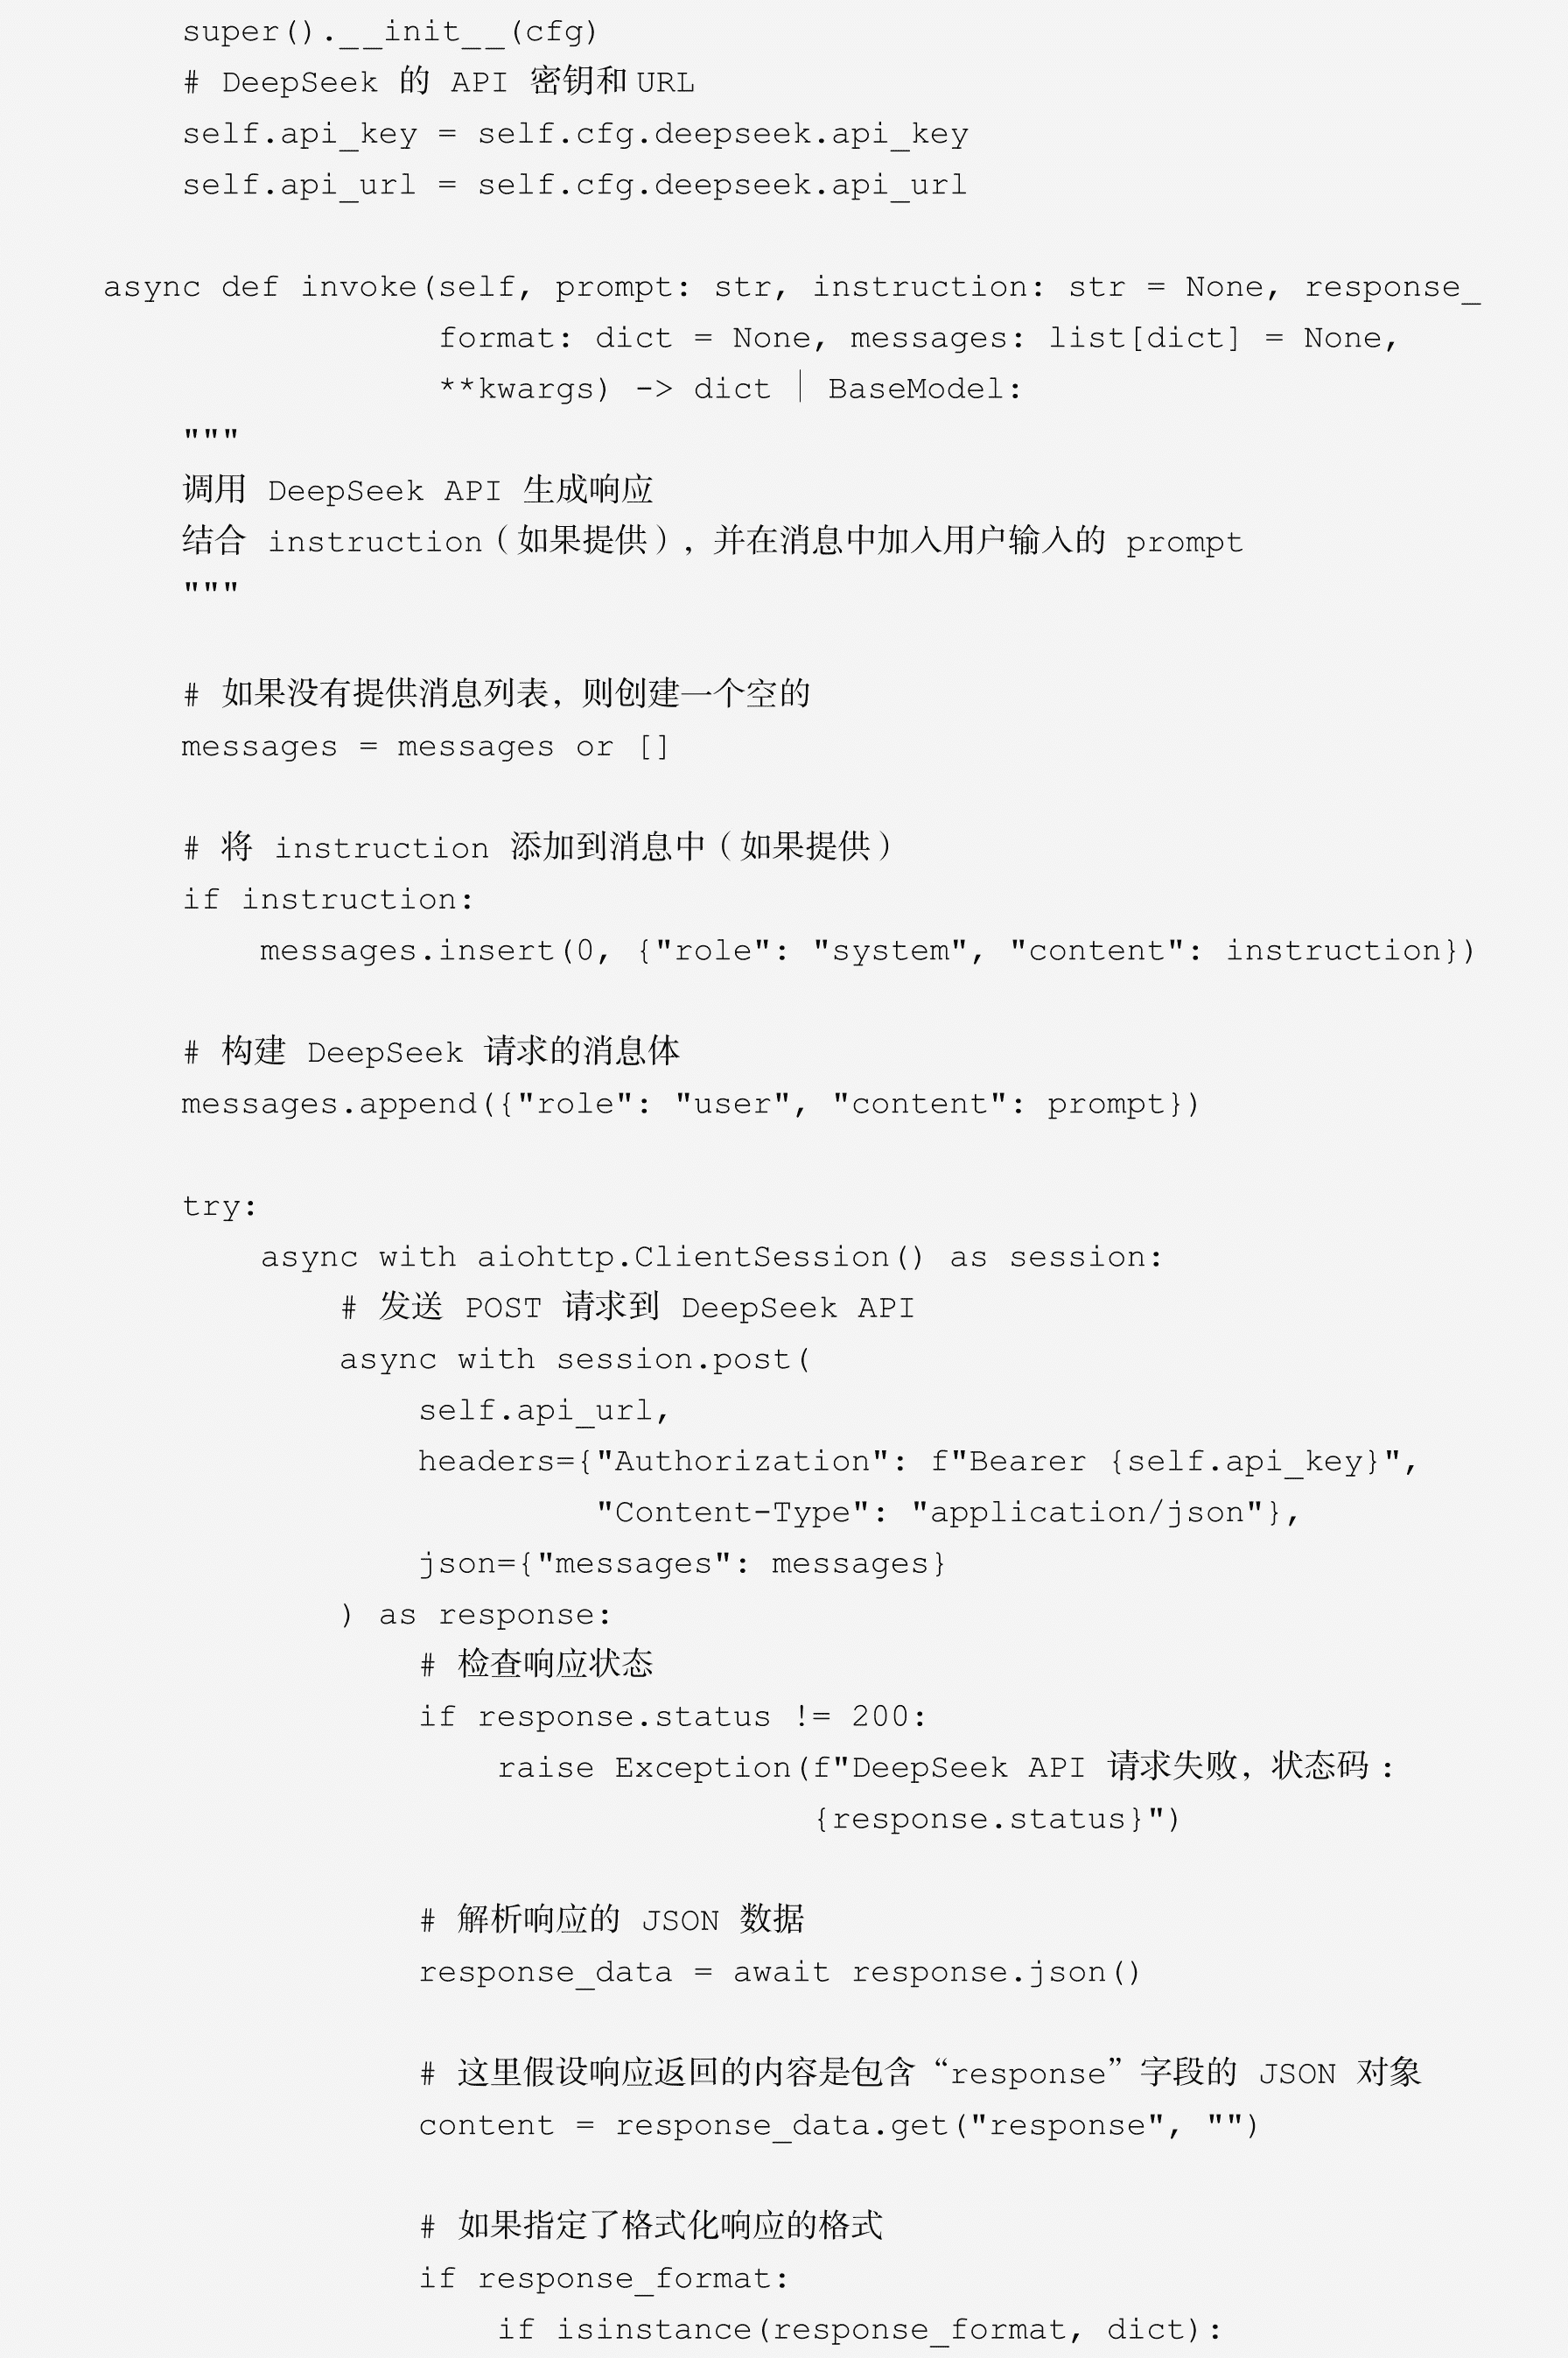 super().__init__(cfg)
# DeepSeek 的 API 密钥和URL
self.api_key = self.cfg.deepseek.api_key
self.api_url = self.cfg.deepseek.api_url
async def invoke(self, prompt: str, instruction: str = None, response_
format: dict = None, messages: list[dict] = None,
**kwargs) -> dict | BaseModel:
"""
调用 DeepSeek API 生成响应
结合 instruction（如果提供），并在消息中加入用户输入的 prompt
"""
# 如果没有提供消息列表，则创建一个空的
messages = messages or []
# 将 instruction 添加到消息中（如果提供）
if instruction:
messages.insert(0, {"role": "system", "content": instruction})
# 构建 DeepSeek 请求的消息体
messages.append({"role": "user", "content": prompt})
try:
async with aiohttp.ClientSession() as session:
# 发送 POST 请求到 DeepSeek API
async with session.post(
self.api_url,
headers={"Authorization": f"Bearer {self.api_key}",
"Content-Type": "application/json"},
json={"messages": messages}
) as response:
# 检查响应状态
if response.status != 200:
raise Exception(f"DeepSeek API 请求失败，状态码：
{response.status}")
# 解析响应的 JSON 数据
response_data = await response.json()
# 这里假设响应返回的内容是包含“response”字段的 JSON 对象
content = response_data.get("response", "")
# 如果指定了格式化响应的格式
if response_format:
if isinstance(response_format, dict):